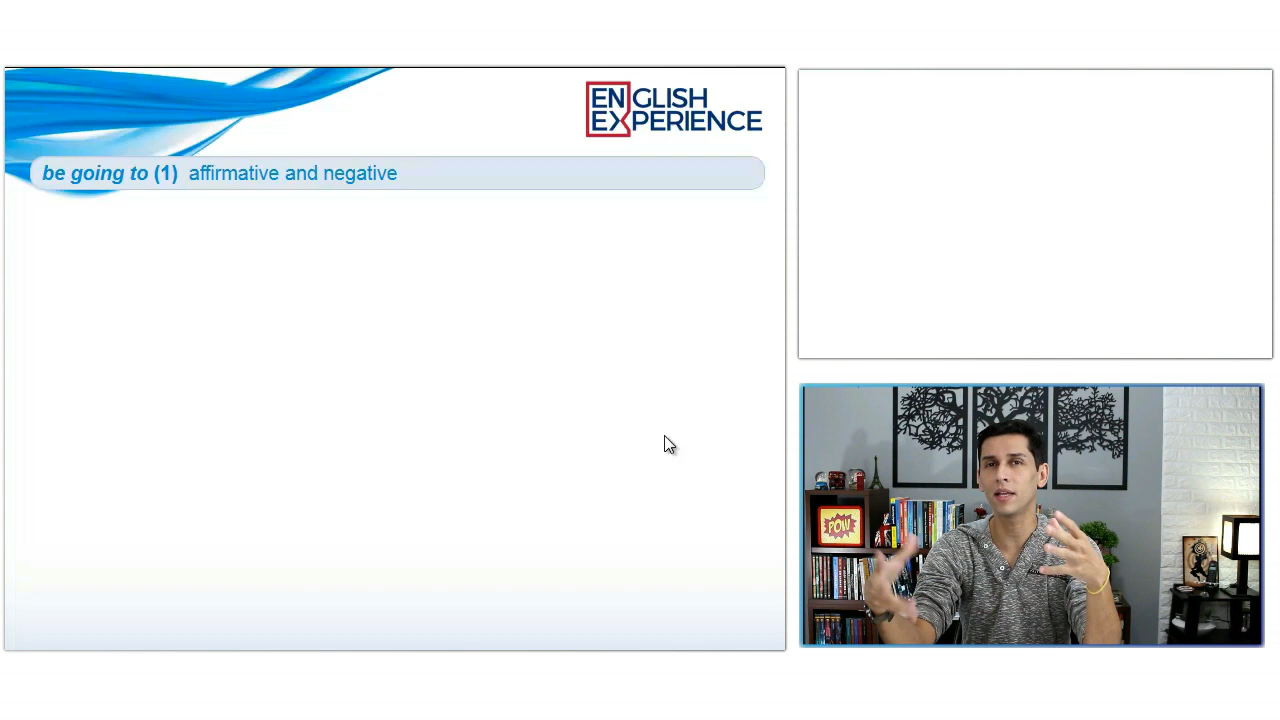 ENGLISH
EXPERIENCE
be going to (1) affirmative and negative
POW